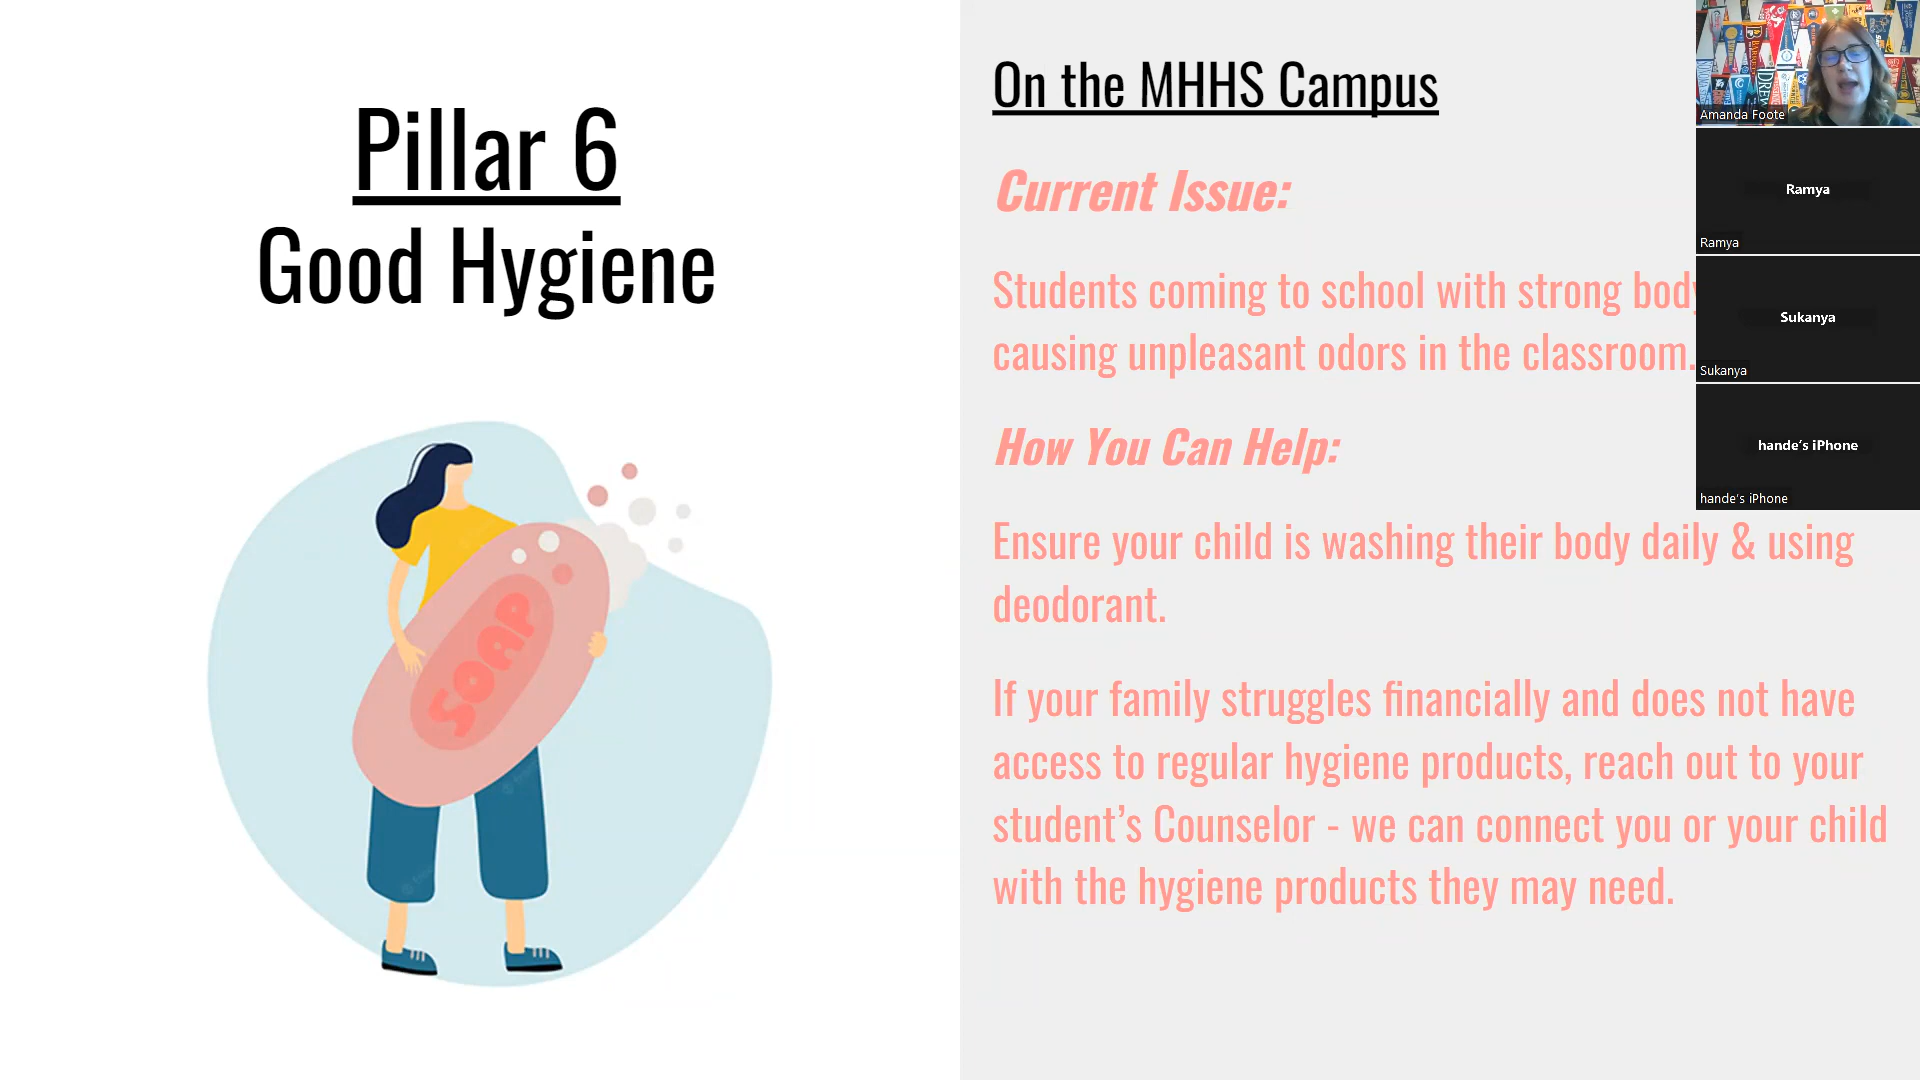 Pillar 6
Good Hygiene
SOAP
On the MHHS Campus
Current Issue:
Students coming to school with strong body
causing unpleasant odors in the classroom.
How You Can Help:
Ensure your child is washing their body daily & using
deodorant.
If your family struggles financially and does not have
access to regular hygiene products, reach out to your
student’s Counselor - we can connect you or your child
with the hygiene products they may need.
Amanda Foote
Ramya
Ramya
Sukanya
Sukanya
hande’s iPhone
hande's iPhone